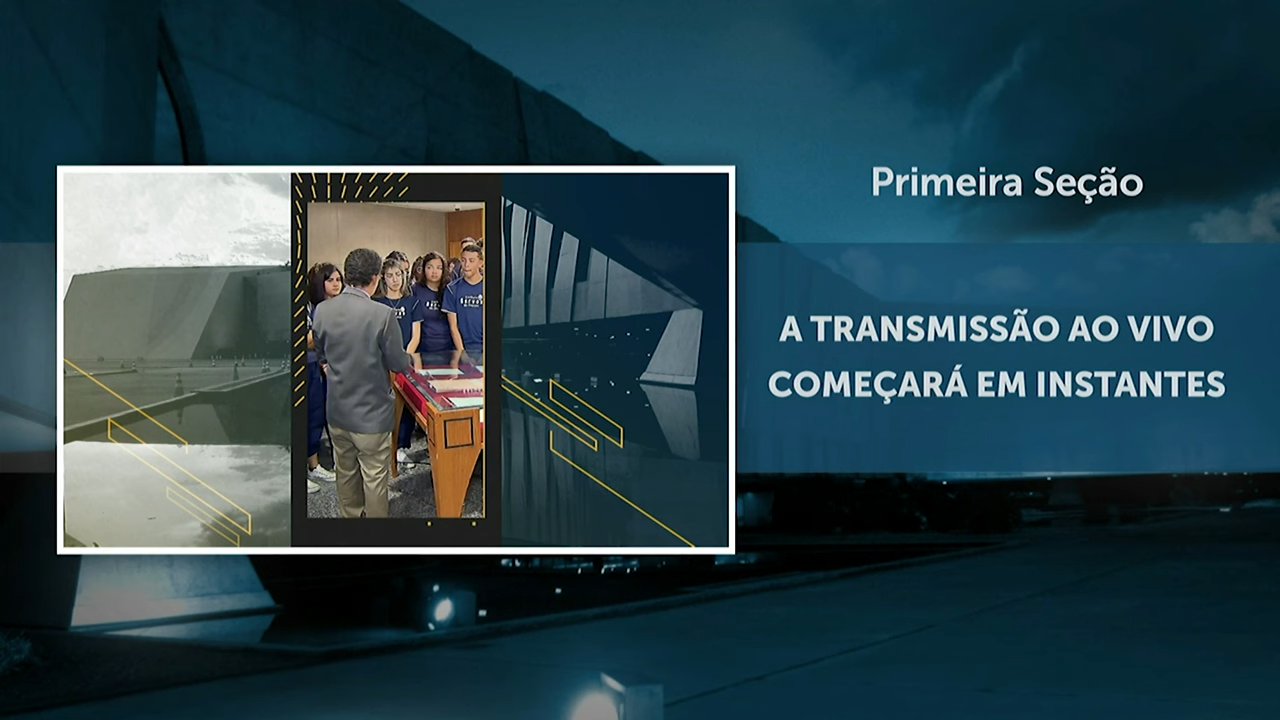 Primeira Seção
A TRANSMISSÃO AO VIVO
COMEÇARÁ EM INSTANTES